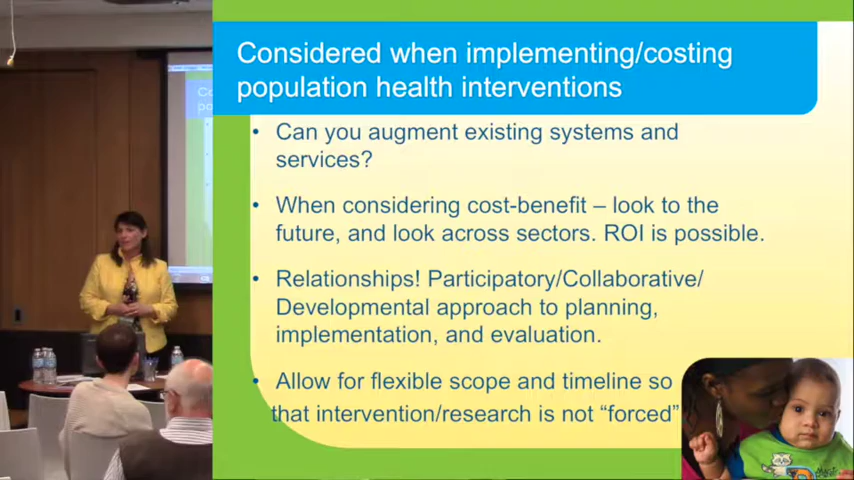 Considered when implementing/costing
population health interventions
• Can you augment existing systems and
services?
• When considering cost-benefit – look to the
future, and look across sectors. ROI is possible.
• Relationships! Participatory/Collaborative/
Developmental approach to planning,
implementation, and evaluation.
• Allow for flexible scope and timeline so
that intervention/research is not “forced”